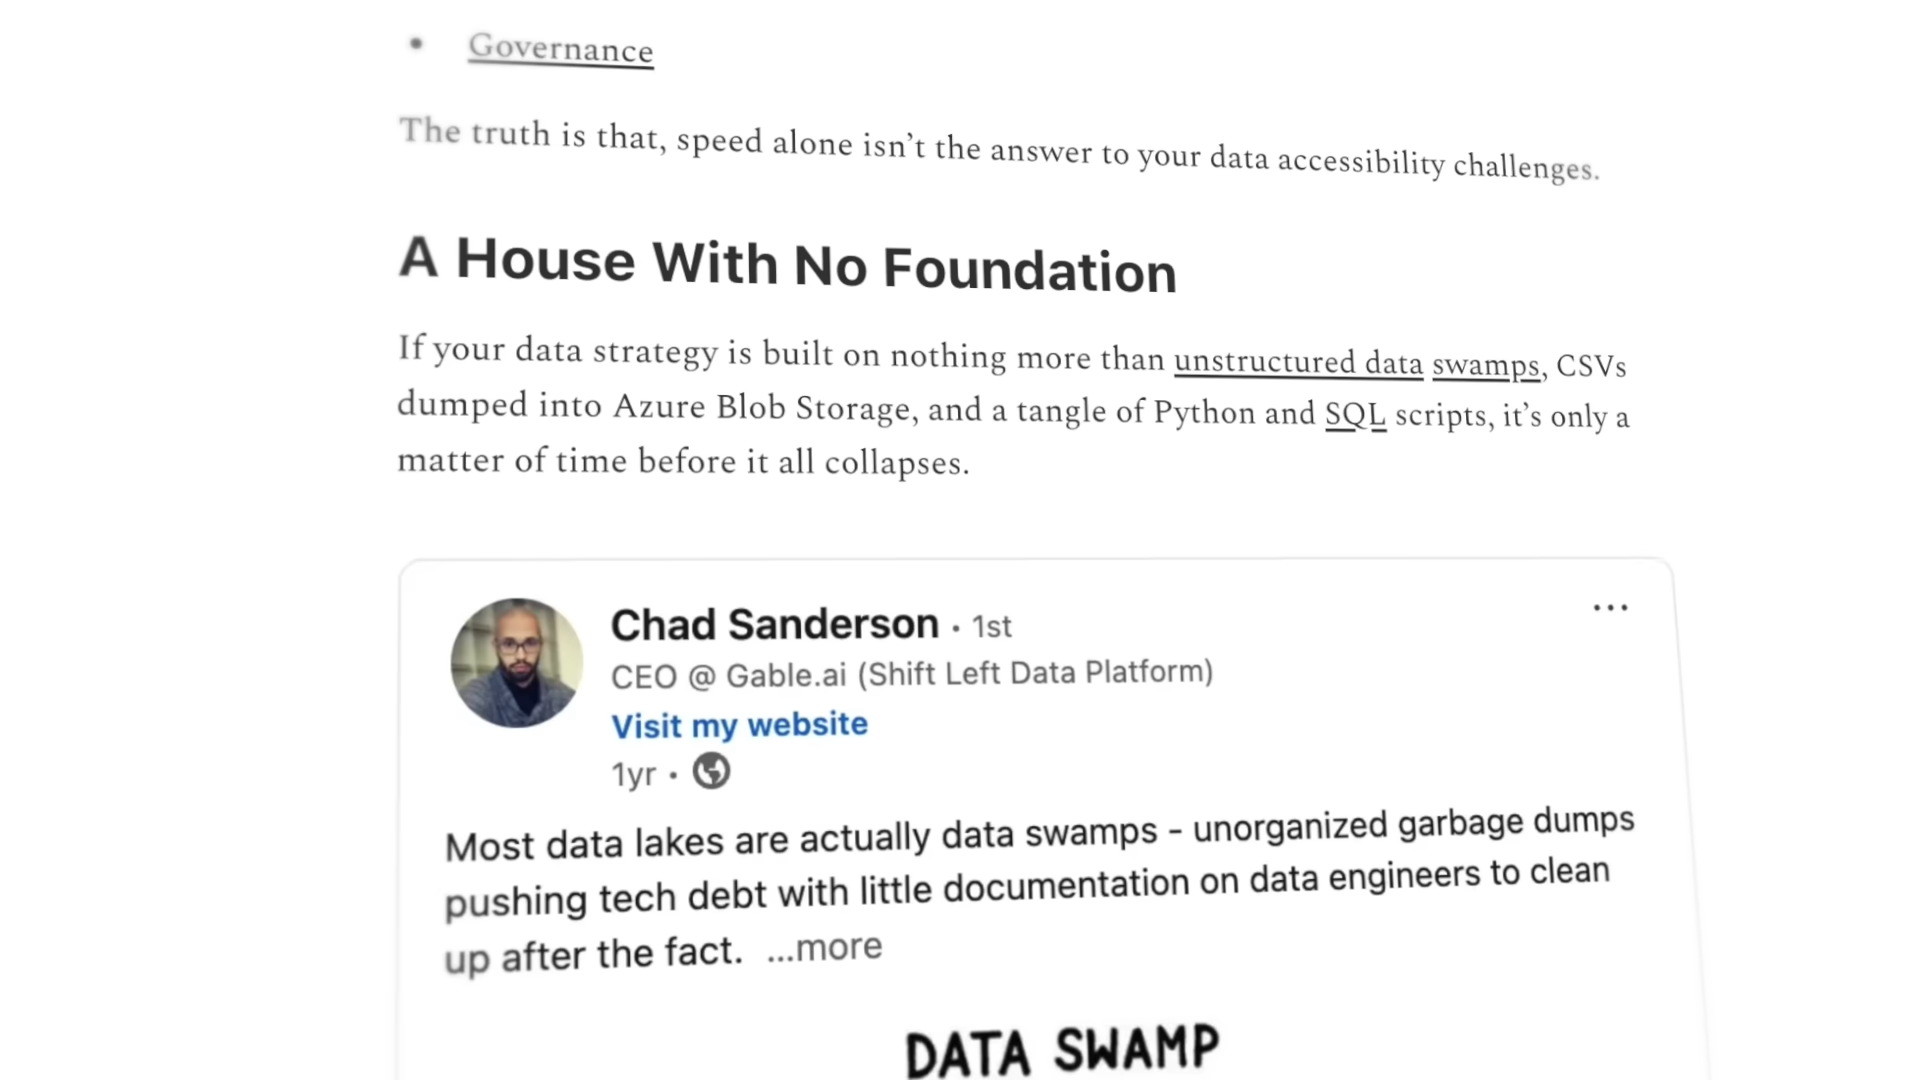 • Governance
The truth is that, speed alone isn’t the answer to your data accessibility challenges.
A House With No Foundation
If your data strategy is built on nothing more than unstructured data swamps, CSVs
dumped into Azure Blob Storage, and a tangle of Python and SQL scripts, it’s only a
matter of time before it all collapses.
Chad Sanderson • 1st
...
CEO @ Gable.ai (Shift Left Data Platform)
Visit my website
1yr •
Most data lakes are actually data swamps - unorganized garbage dumps
pushing tech debt with little documentation on data engineers to clean
up after the fact. ...more
DATA SWAMP